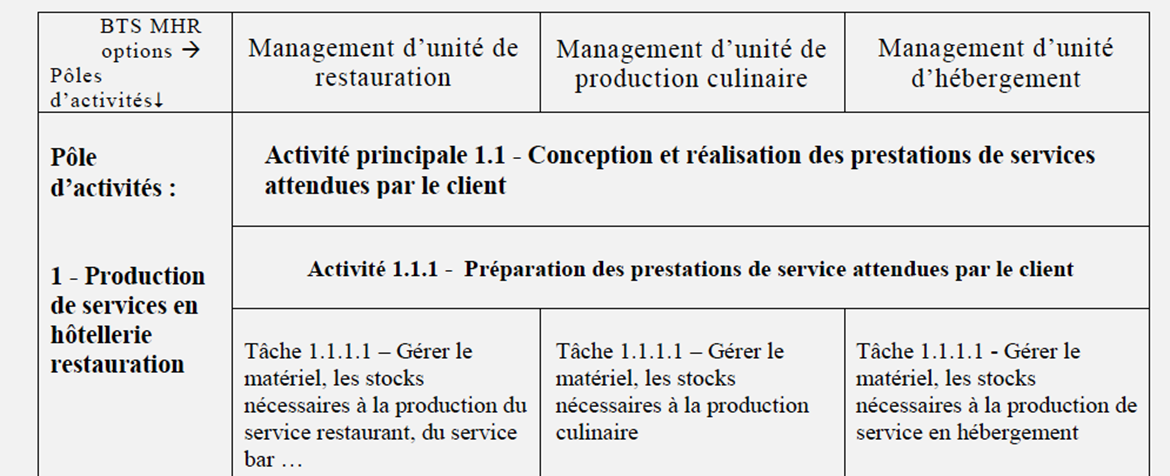 BTS MHR
options →
Pôles
d’activités↓
Management d’unité de
restauration
Management d’unité de
production culinaire
Management d’unité
d’hébergement
Pôle
d’activités :
1 - Production
de services en
hôtellerie
restauration
Activité principale 1.1 - Conception et réalisation des prestations de services
attendues par le client
Activité 1.1.1 -  Préparation des prestations de service attendues par le client
Tâche 1.1.1.1 – Gérer le
matériel, les stocks
nécessaires à la production du
service restaurant, du service
bar …
Tâche 1.1.1.1 – Gérer le
matériel, les stocks
nécessaires à la production
culinaire
Tâche 1.1.1.1 - Gérer le
matériel, les stocks
nécessaires à la production de
service en hébergement